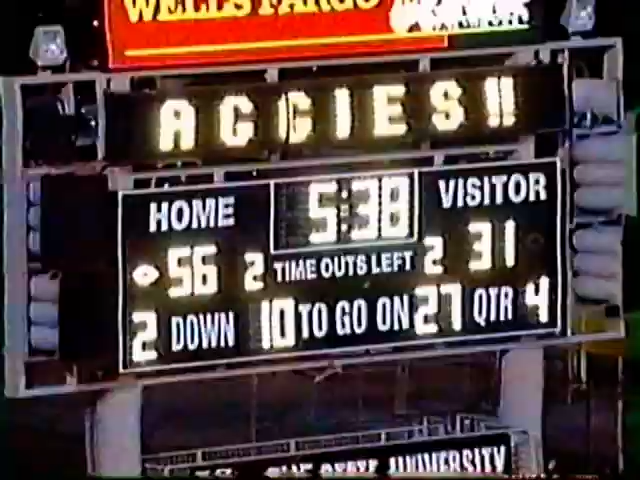 WELLS FARGO
AGGIES!!
HOME 5:38 VISITOR
56 2 TIME OUTS LEFT 2 31
2 DOWN 10 TO GO ON 27 QTR 4
STATE UNIVERSITY